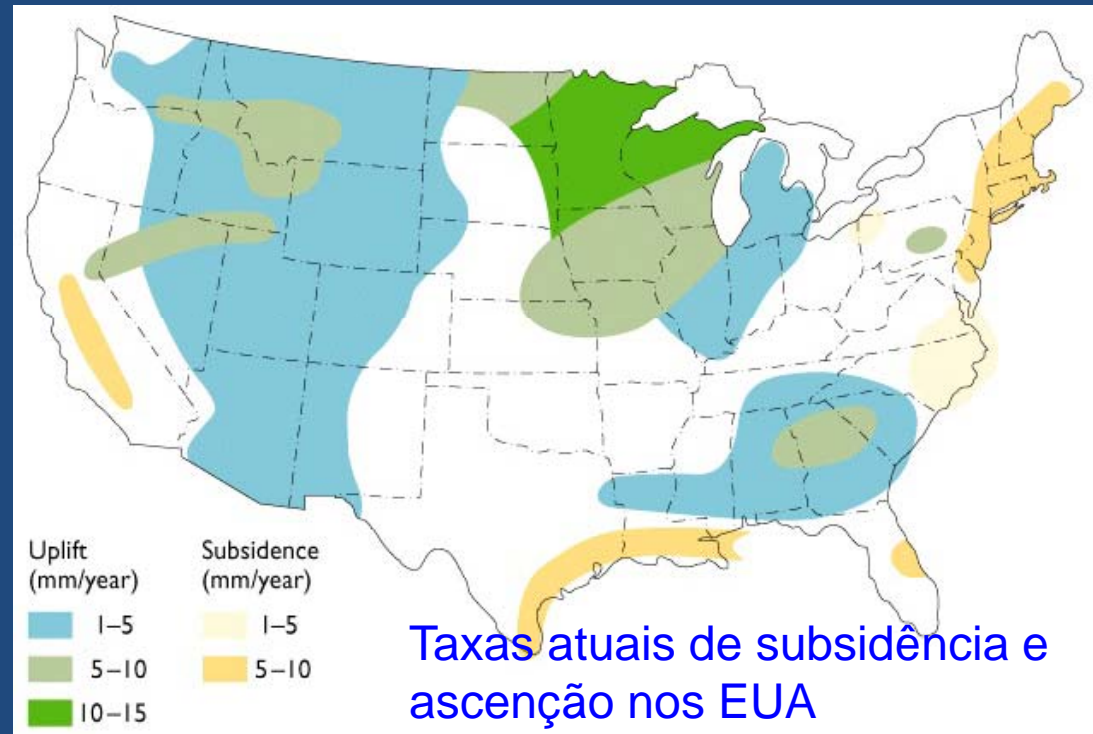 Uplift
(mm/year)
1–5
5–10
10–15
Subsidence
(mm/year)
1–5
5–10
Taxas atuais de subsidência e
ascenção nos EUA